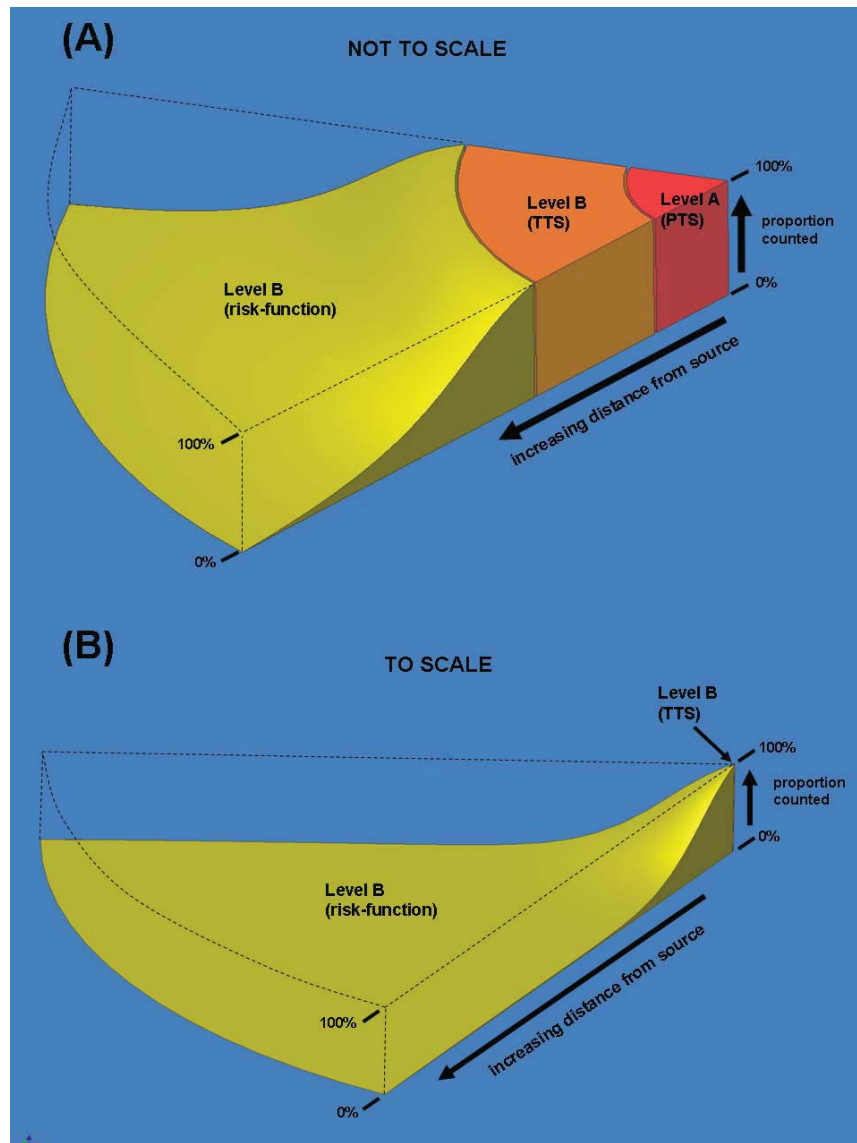 (A)
NOT TO SCALE
100%
Level A
(PTS)
Level B
(TTS)
proportion
counted
0%
Level B
(risk-function)
increasing distance from source
100%
0%
(B)
TO SCALE
Level B
(TTS)
100%
proportion
counted
0%
Level B
(risk-function)
increasing distance from source
100%
0%